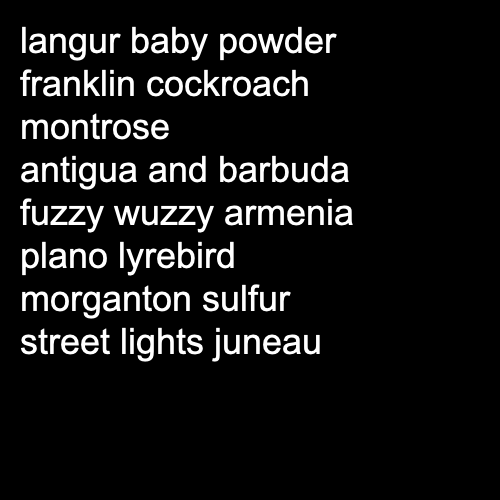 langur baby powder
franklin cockroach
montrose
antigua and barbuda
fuzzy wuzzy armenia
plano lyrebird
morganton sulfur
street lights juneau